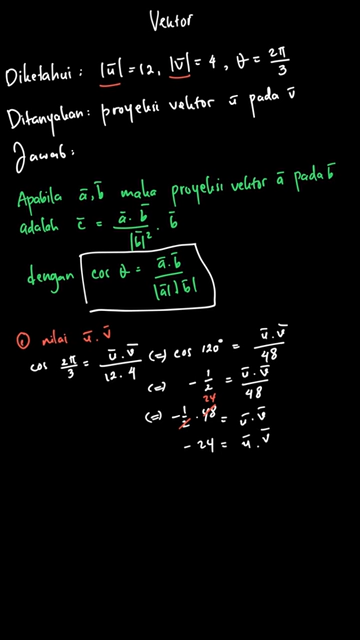 Vektor
Diketahui : |ū| = 12, |v̄| = 4, θ = 2π/3
Ditanyakan : proyeksi vektor ū pada v̄
Jawab :
Apabila ā, b̄ maka proyeksi vektor ā pada b̄
adalah c̄ = ā . b̄ / |b̄|² . b̄
dengan cos θ = ā . b̄ / |ā| |b̄|
① nilai ū . v̄
cos 2π/3 = ū . v̄ / 12 . 4 (=) cos 120° = ū . v̄ / 48
(=) - 1/2 = ū . v̄ / 48
24
(=) - 1/2 . 48 = ū . v̄
- 24 = ū . v̄